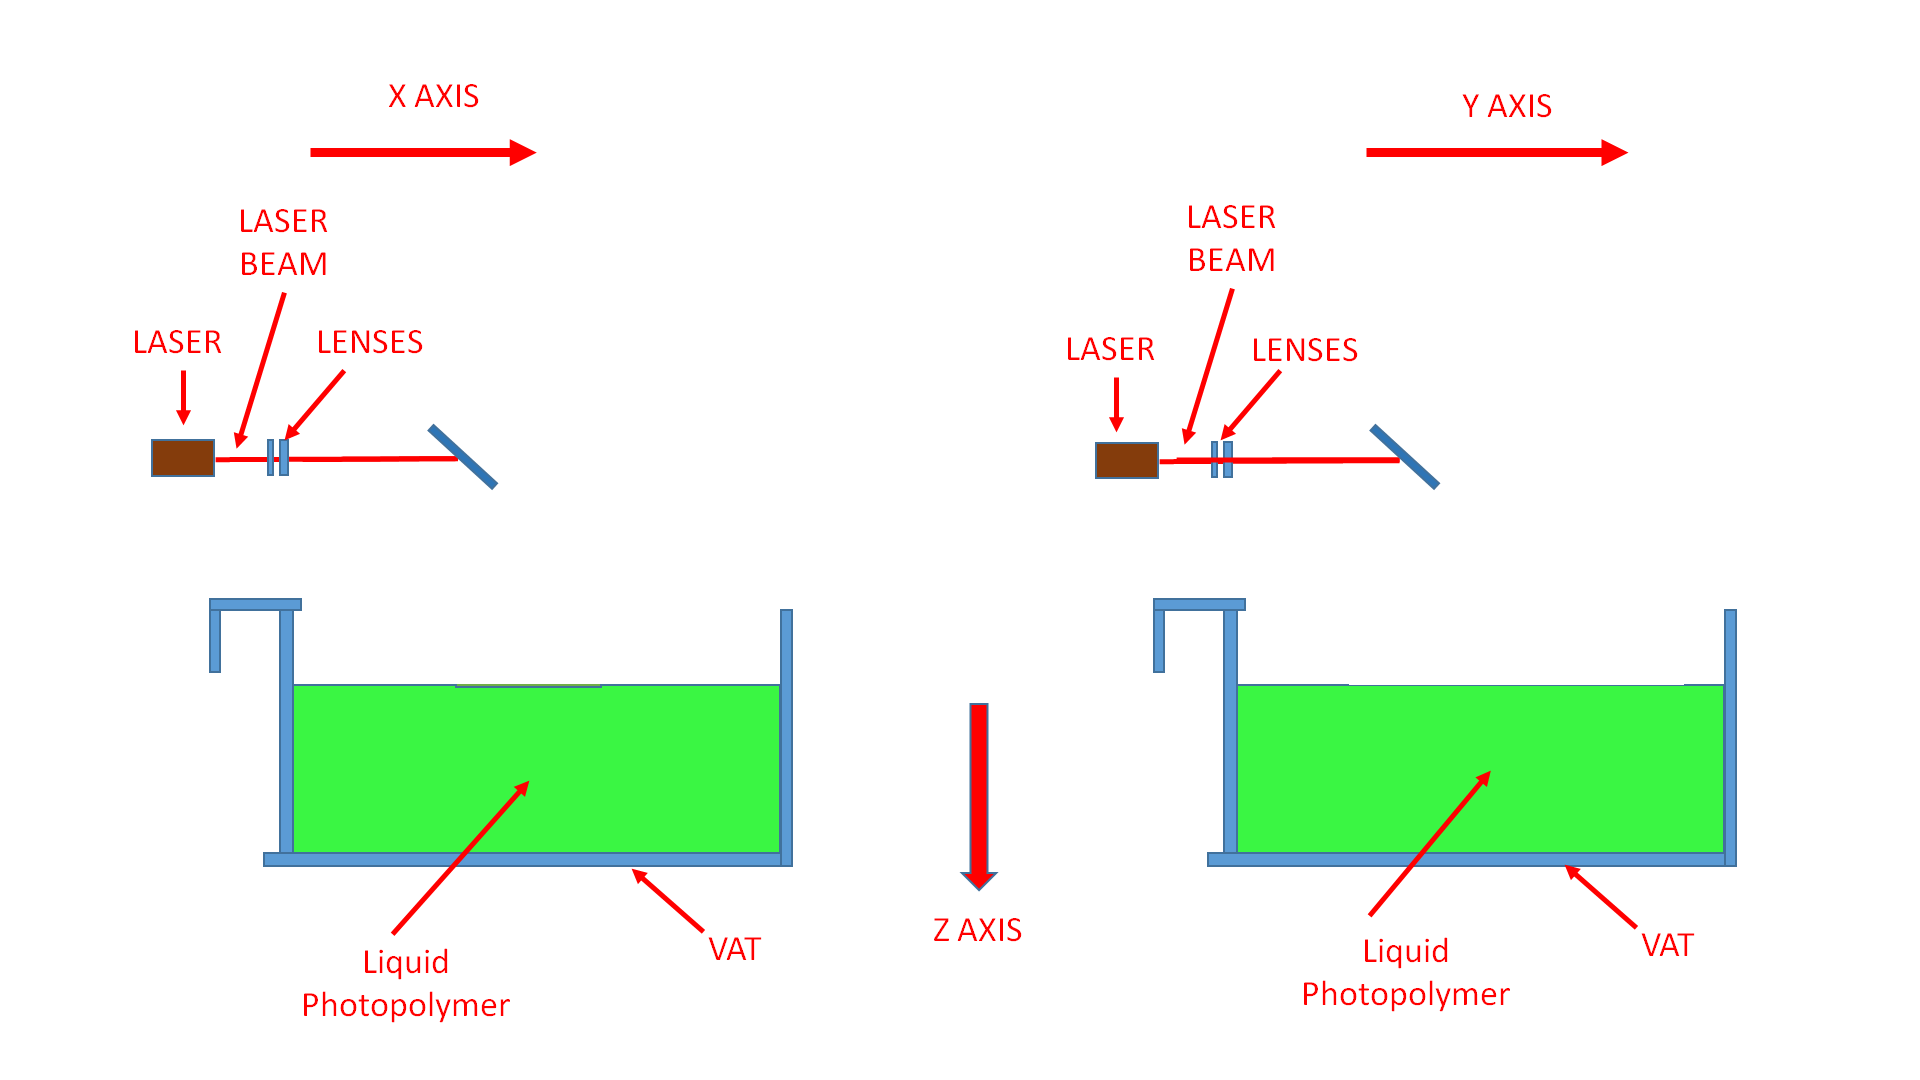 X AXIS
Y AXIS
LASER
BEAM
LASER
LENSES
LASER
BEAM
LASER
LENSES
Z AXIS
Liquid
Photopolymer
VAT
Liquid
Photopolymer
VAT